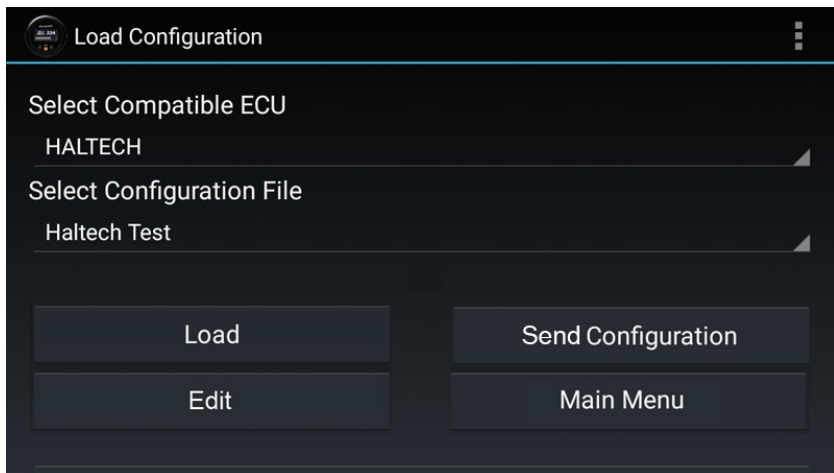 Load Configuration
Select Compatible ECU
HALTECH
Select Configuration File
Haltech Test
Load
Send Configuration
Edit
Main Menu